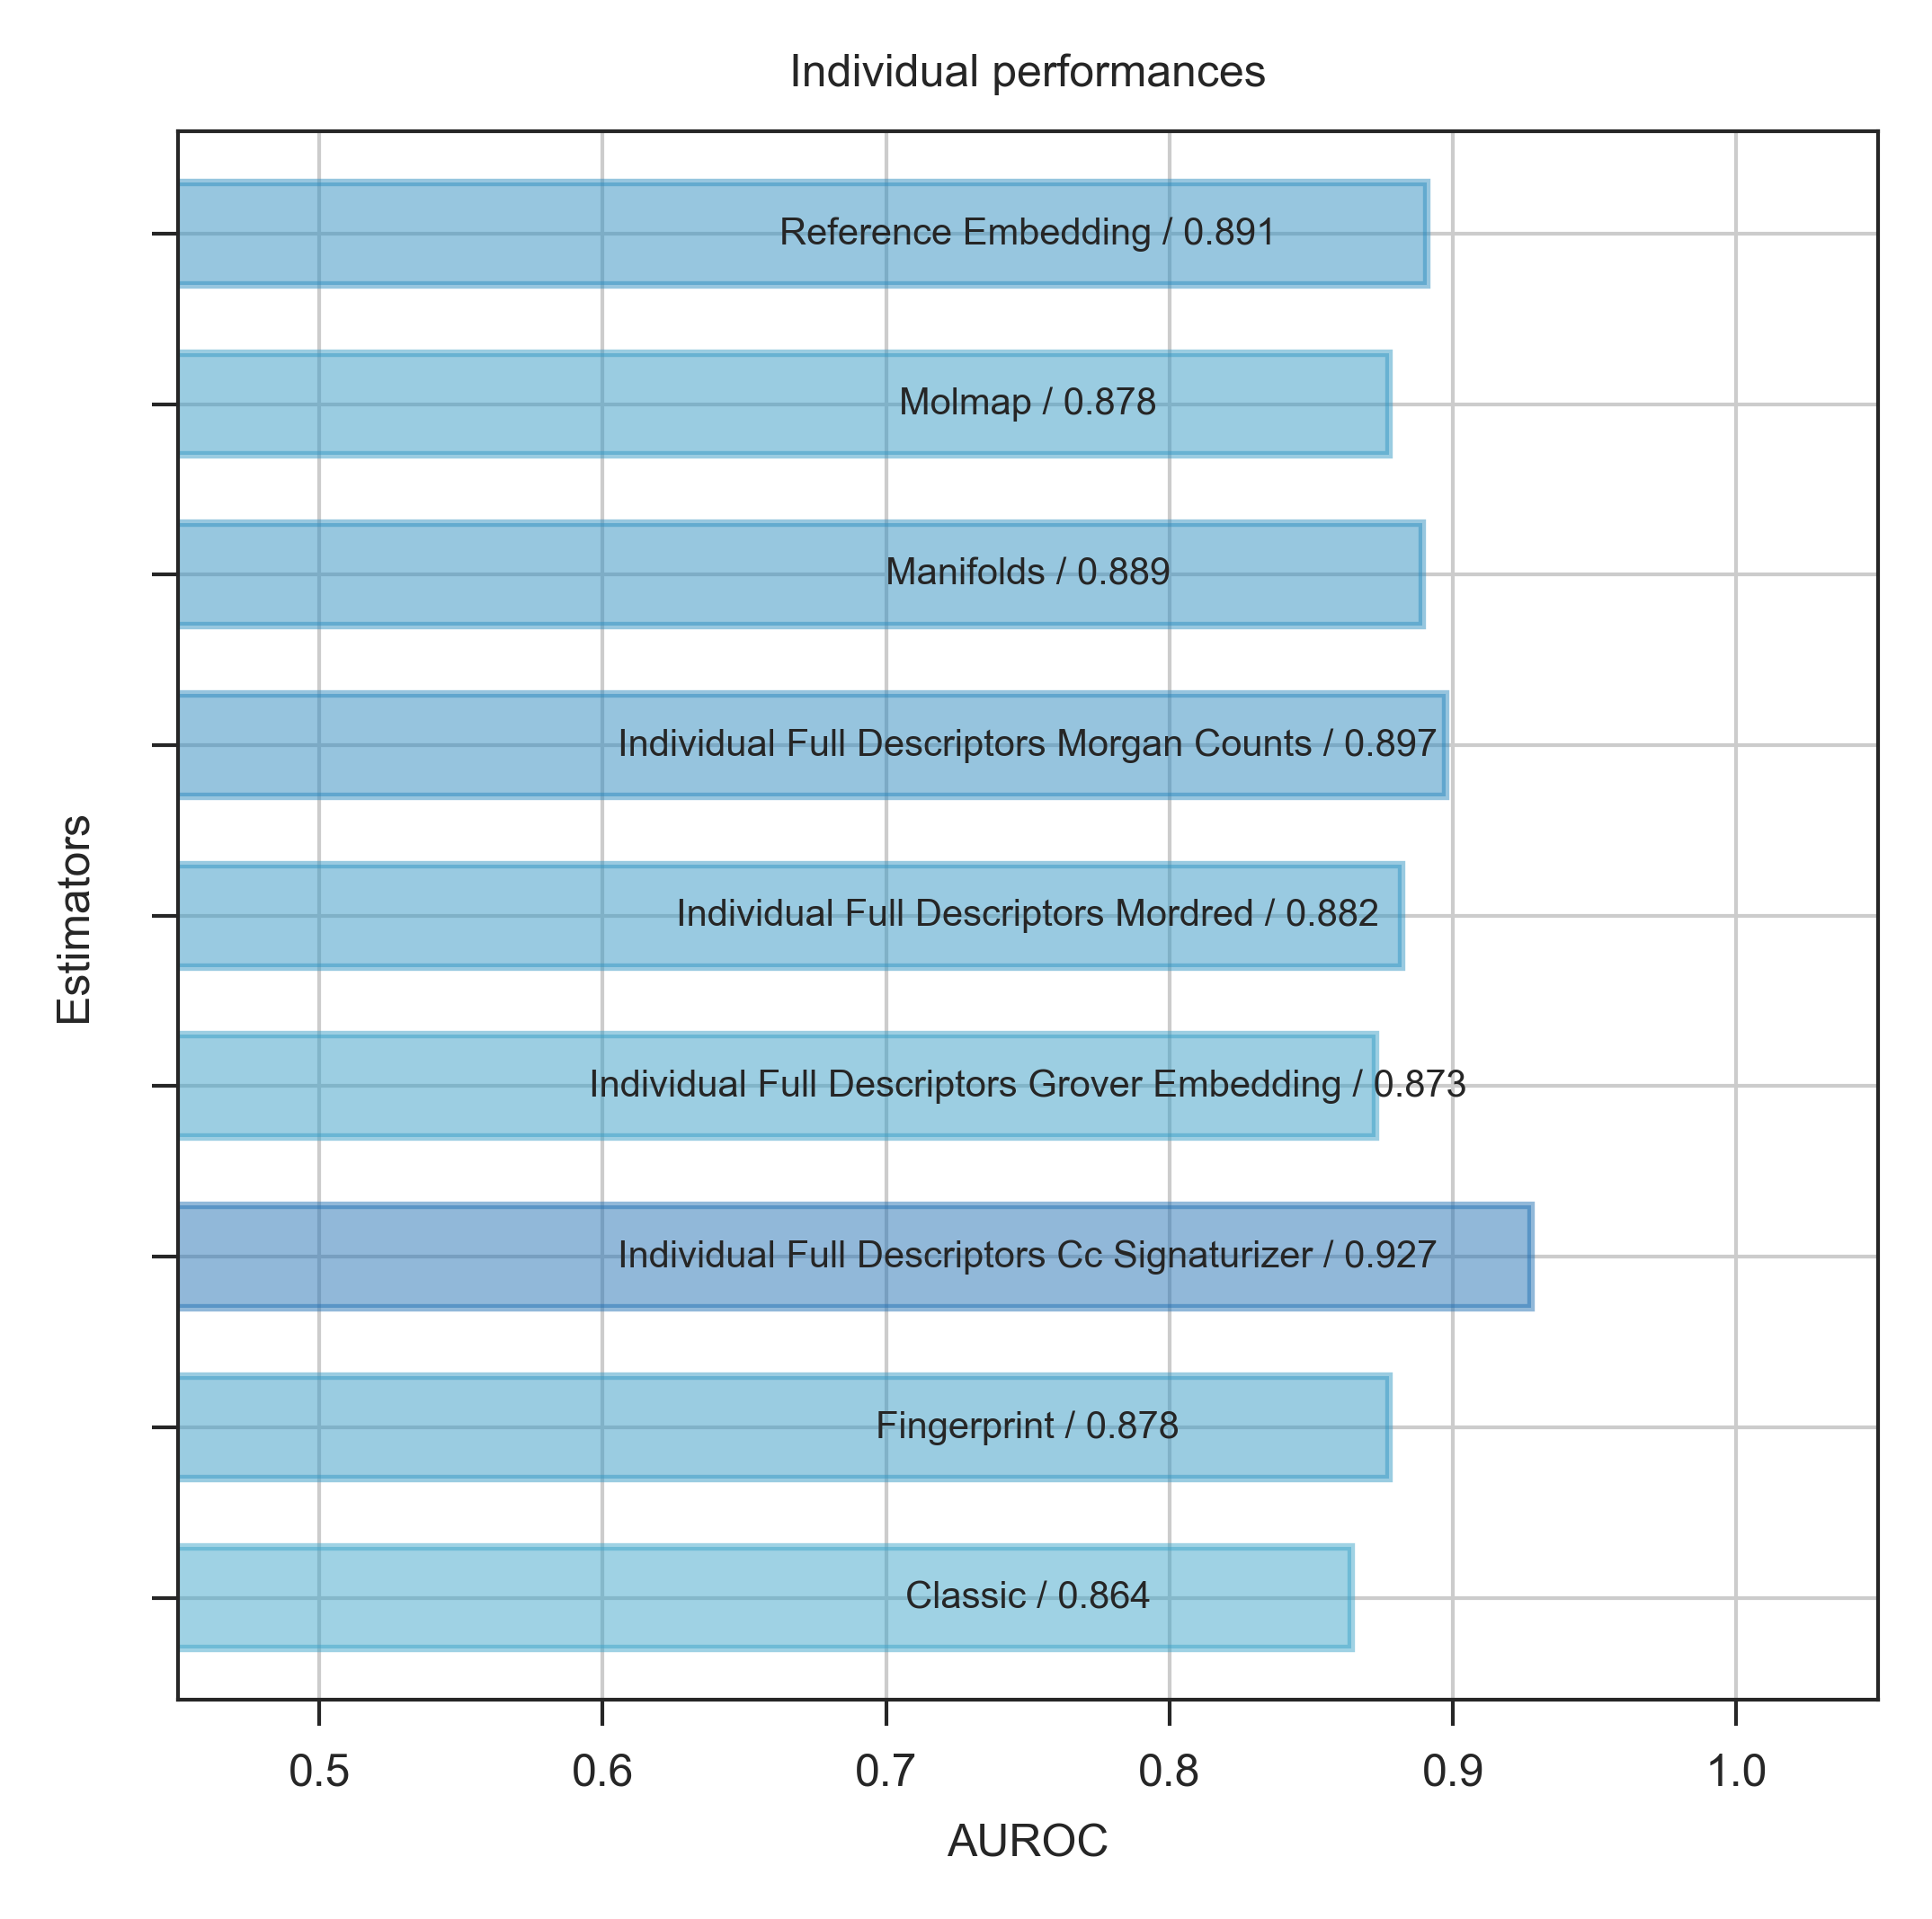 Individual performances
Reference Embedding / 0.891
Molmap / 0.878
Manifolds / 0.889
Individual Full Descriptors Morgan Counts / 0.897
Individual Full Descriptors Mordred / 0.882
Individual Full Descriptors Grover Embedding / 0.873
Individual Full Descriptors Cc Signaturizer / 0.927
Fingerprint / 0.878
Classic / 0.864
Estimators
0.5 0.6 0.7 0.8 0.9 1.0
AUROC